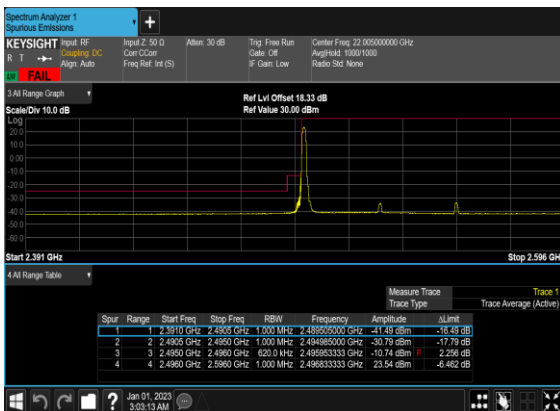 Spectrum Analyzer 1
Spurious Emissions
KEYSIGHT
R T
LV FAIL
Input: RF
Coupling: DC
Align: Auto
Input Z: 50 Ω
Corr CCorr
Freq Ref: Int (S)
Atten: 30 dB
Trig: Free Run
Gate: Off
IF Gain: Low
Center Freq: 22.005000000 GHz
Avg|Hold: 1000/1000
Radio Std: None
3 All Range Graph
Scale/Div 10.0 dB
Ref Lvl Offset 18.33 dB
Ref Value 30.00 dBm
Log
20.0
10.0
0.00
-10.0
-20.0
-30.0
-40.0
-50.0
-60.0
Start 2.391 GHz
Stop 2.596 GH
4 All Range Table
Measure Trace Trace 1
Trace Type Trace Average (Active)
Spur Range Start Freq Stop Freq RBW Frequency Amplitude ΔLimit
1 1 2.3910 GHz 2.4905 GHz 1.000 MHz 2.489505000 GHz -41.49 dBm -16.49 dB
2 2 2.4905 GHz 2.4950 GHz 1.000 MHz 2.494985000 GHz -30.79 dBm -17.79 dB
3 3 2.4950 GHz 2.4960 GHz 620.0 kHz 2.495953333 GHz -10.74 dBm F 2.256 dB
4 4 2.4960 GHz 2.5960 GHz 1.000 MHz 2.496833333 GHz 23.54 dBm -6.462 dB
?
Jan 01, 2023
3:03:13 AM